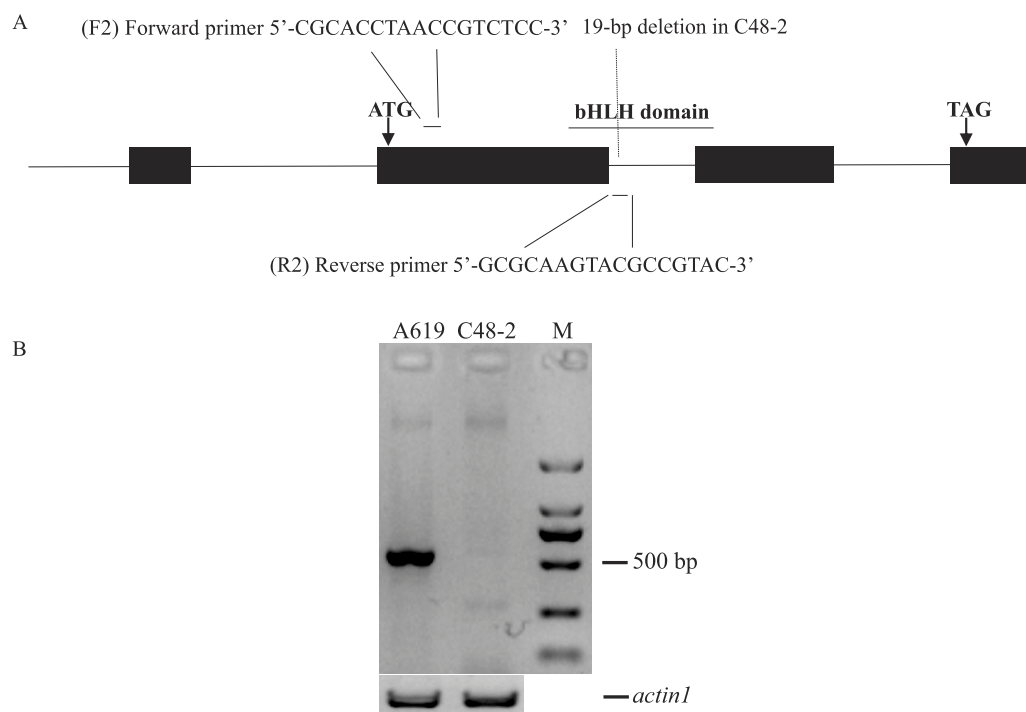 A
(F2) Forward primer 5’-CGCACCTAACCGTCTCC-3’ 19-bp deletion in C48-2
ATG
bHLH domain
TAG
(R2) Reverse primer 5’-GCGCAAGTACGCCGTAC-3’
B
A619 C48-2 M
500 bp
actin1